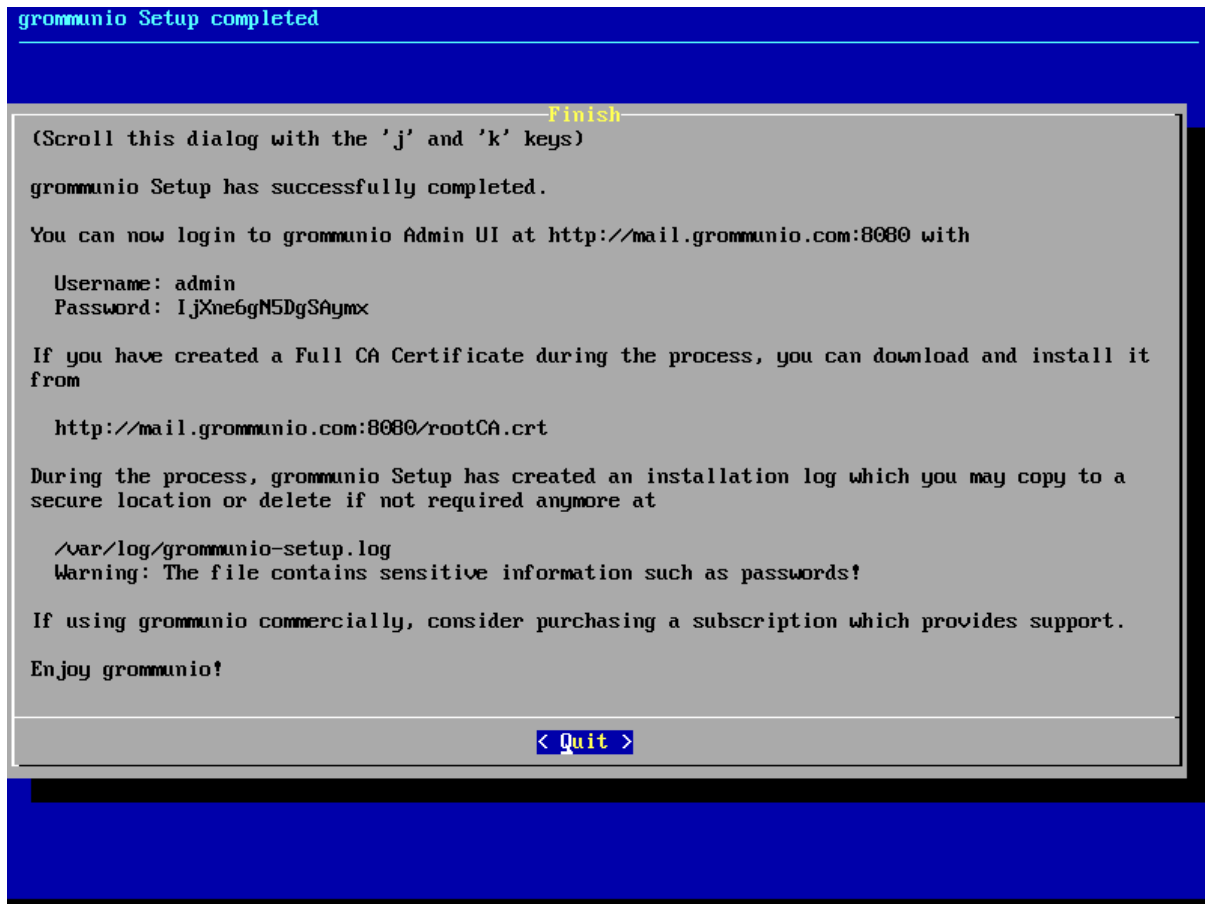 grommunio Setup completed
Finish
(Scroll this dialog with the 'j' and 'k' keys)
grommunio Setup has successfully completed.
You can now login to grommunio Admin UI at http://mail.grommunio.com:8080 with
Username: admin
Password: IjXne6gN5DgSAymx
If you have created a Full CA Certificate during the process, you can download and install it
from
http://mail.grommunio.com:8080/rootCA.crt
During the process, grommunio Setup has created an installation log which you may copy to a
secure location or delete if not required anymore at
/var/log/grommunio-setup.log
Warning: The file contains sensitive information such as passwords!
If using grommunio commercially, consider purchasing a subscription which provides support.
Enjoy grommunio!
< Quit >